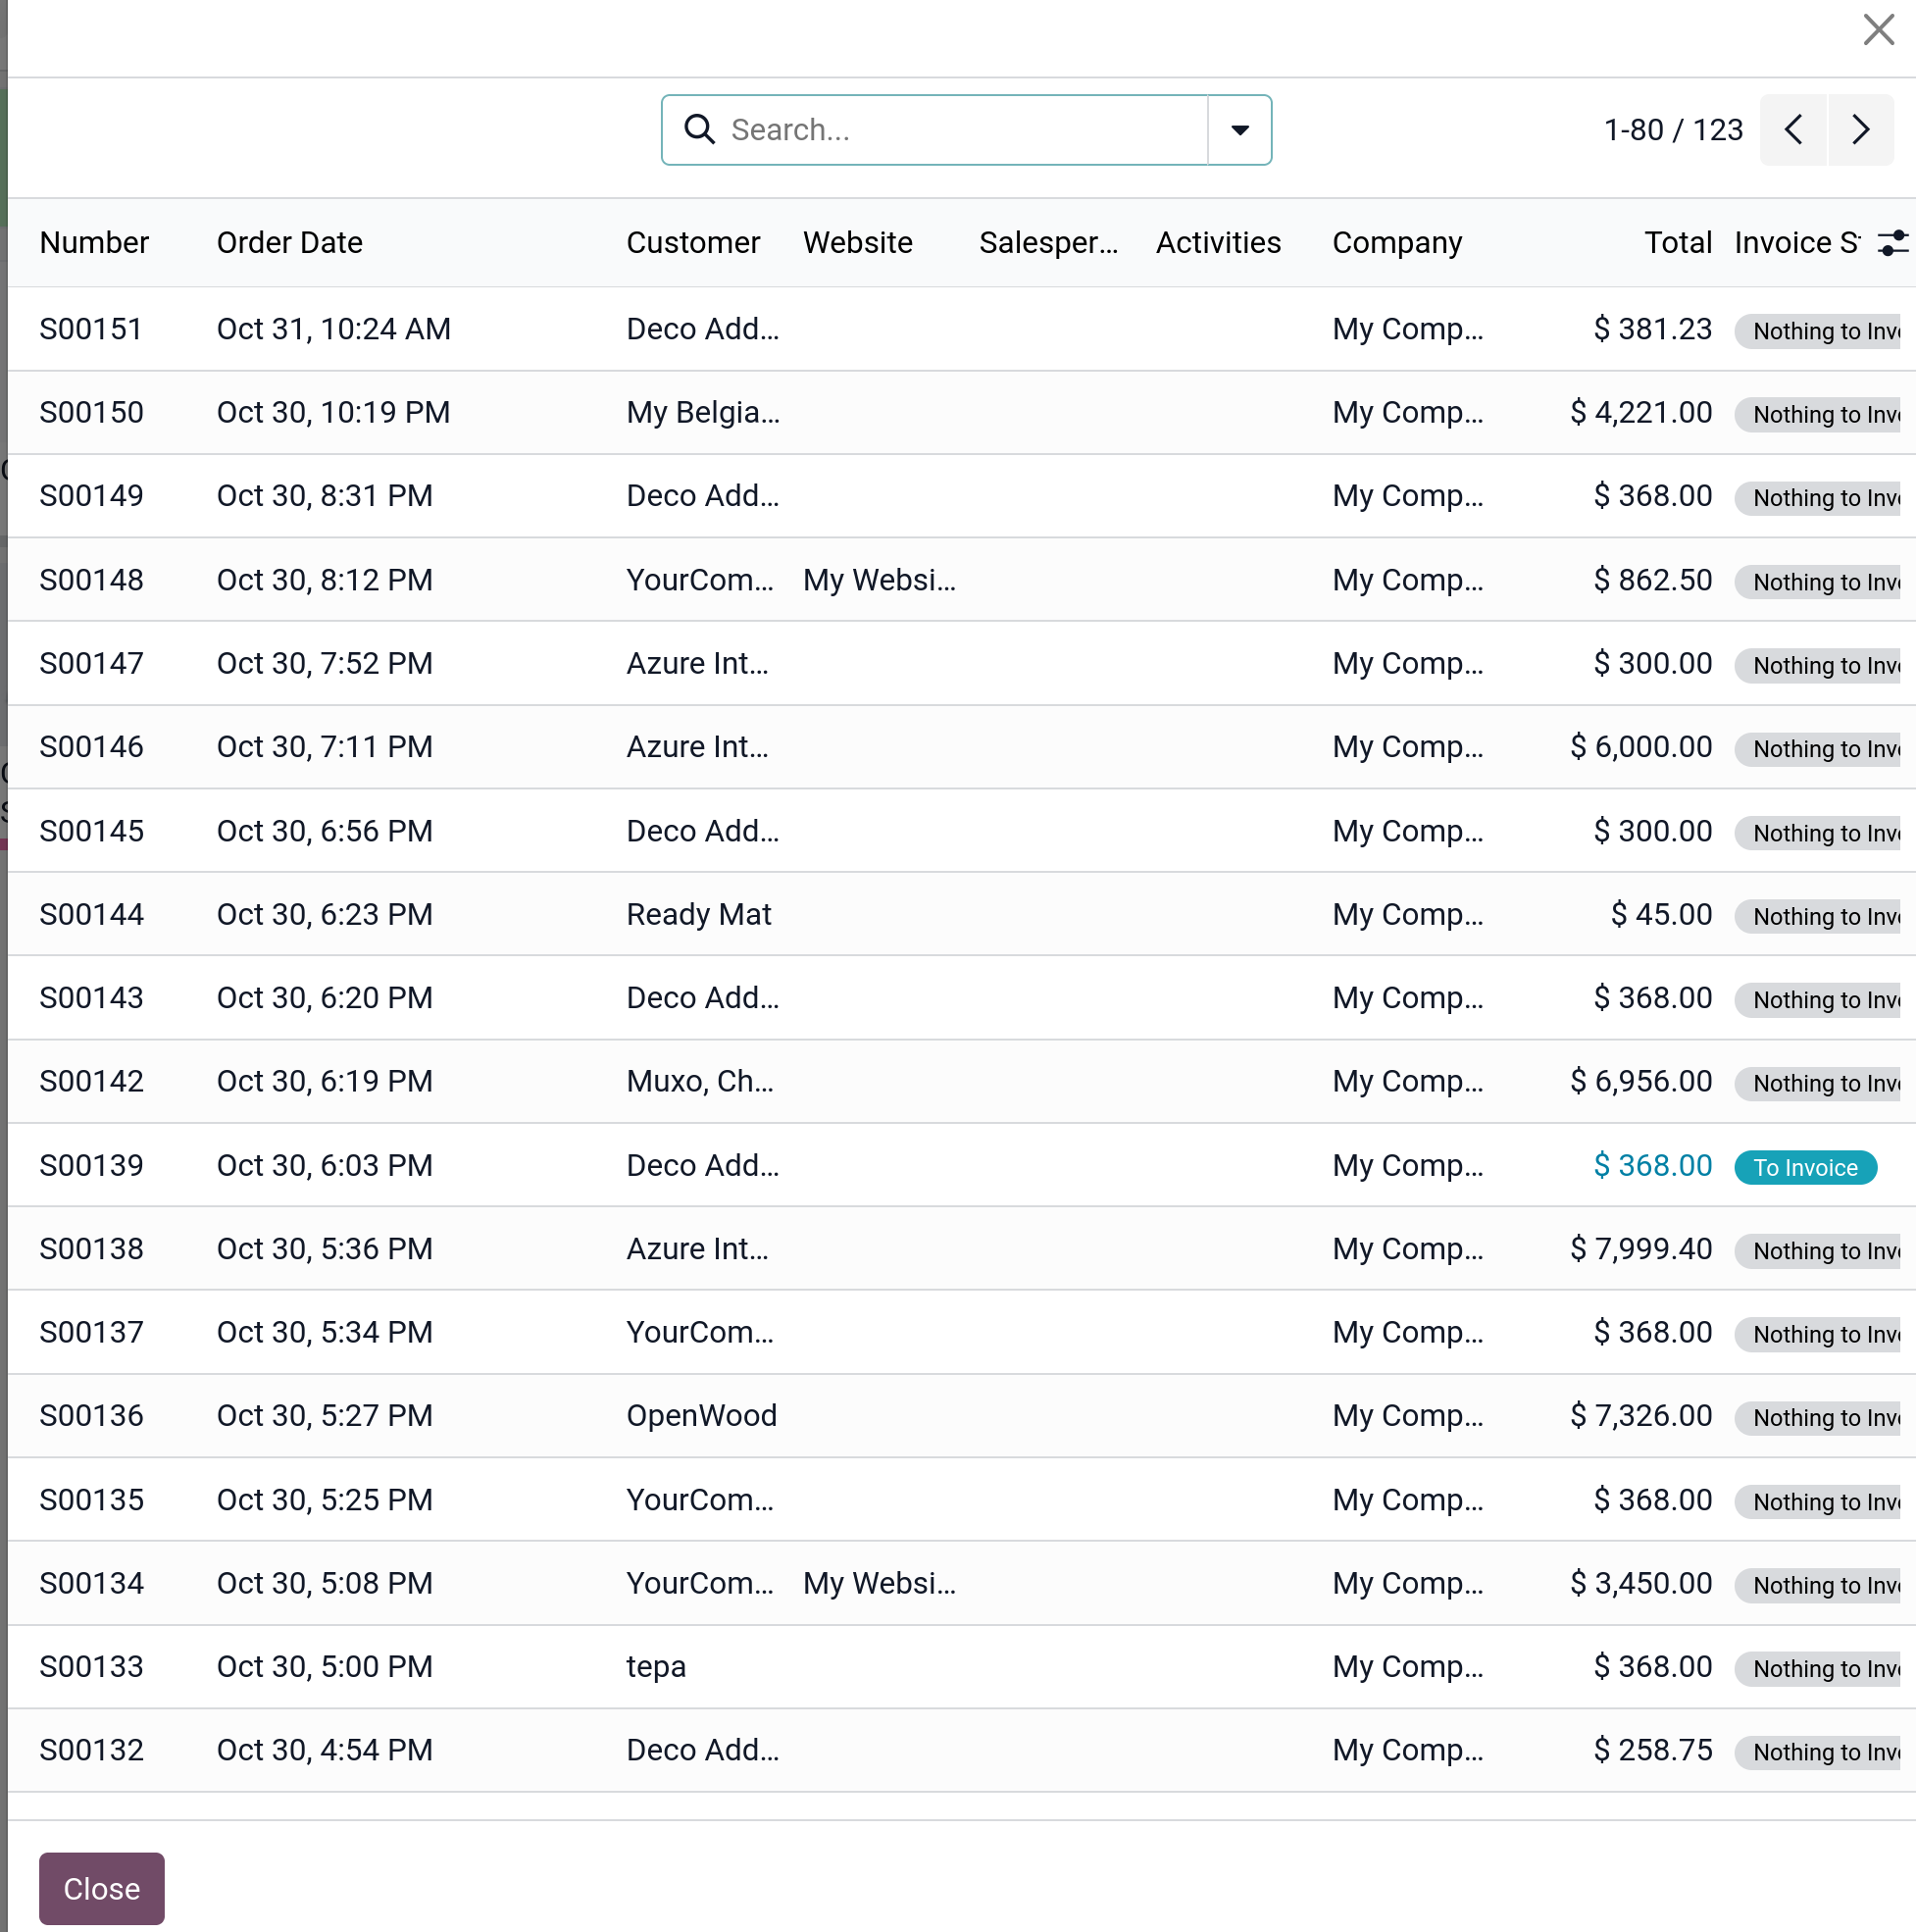 Search...
1-80 / 123
Number Order Date Customer Website Salesper... Activities Company Total Invoice S
S00151 Oct 31, 10:24 AM Deco Add... My Comp... $ 381.23 Nothing to Inv
S00150 Oct 30, 10:19 PM My Belgia... My Comp... $ 4,221.00 Nothing to Inv
S00149 Oct 30, 8:31 PM Deco Add... My Comp... $ 368.00 Nothing to Inv
S00148 Oct 30, 8:12 PM YourCom... My Websi... My Comp... $ 862.50 Nothing to Inv
S00147 Oct 30, 7:52 PM Azure Int... My Comp... $ 300.00 Nothing to Inv
S00146 Oct 30, 7:11 PM Azure Int... My Comp... $ 6,000.00 Nothing to Inv
S00145 Oct 30, 6:56 PM Deco Add... My Comp... $ 300.00 Nothing to Inv
S00144 Oct 30, 6:23 PM Ready Mat My Comp... $ 45.00 Nothing to Inv
S00143 Oct 30, 6:20 PM Deco Add... My Comp... $ 368.00 Nothing to Inv
S00142 Oct 30, 6:19 PM Muxo, Ch... My Comp... $ 6,956.00 Nothing to Inv
S00139 Oct 30, 6:03 PM Deco Add... My Comp... $ 368.00 To Invoice
S00138 Oct 30, 5:36 PM Azure Int... My Comp... $ 7,999.40 Nothing to Inv
S00137 Oct 30, 5:34 PM YourCom... My Comp... $ 368.00 Nothing to Inv
S00136 Oct 30, 5:27 PM OpenWood My Comp... $ 7,326.00 Nothing to Inv
S00135 Oct 30, 5:25 PM YourCom... My Comp... $ 368.00 Nothing to Inv
S00134 Oct 30, 5:08 PM YourCom... My Websi... My Comp... $ 3,450.00 Nothing to Inv
S00133 Oct 30, 5:00 PM tepa My Comp... $ 368.00 Nothing to Inv
S00132 Oct 30, 4:54 PM Deco Add... My Comp... $ 258.75 Nothing to Inv
Close